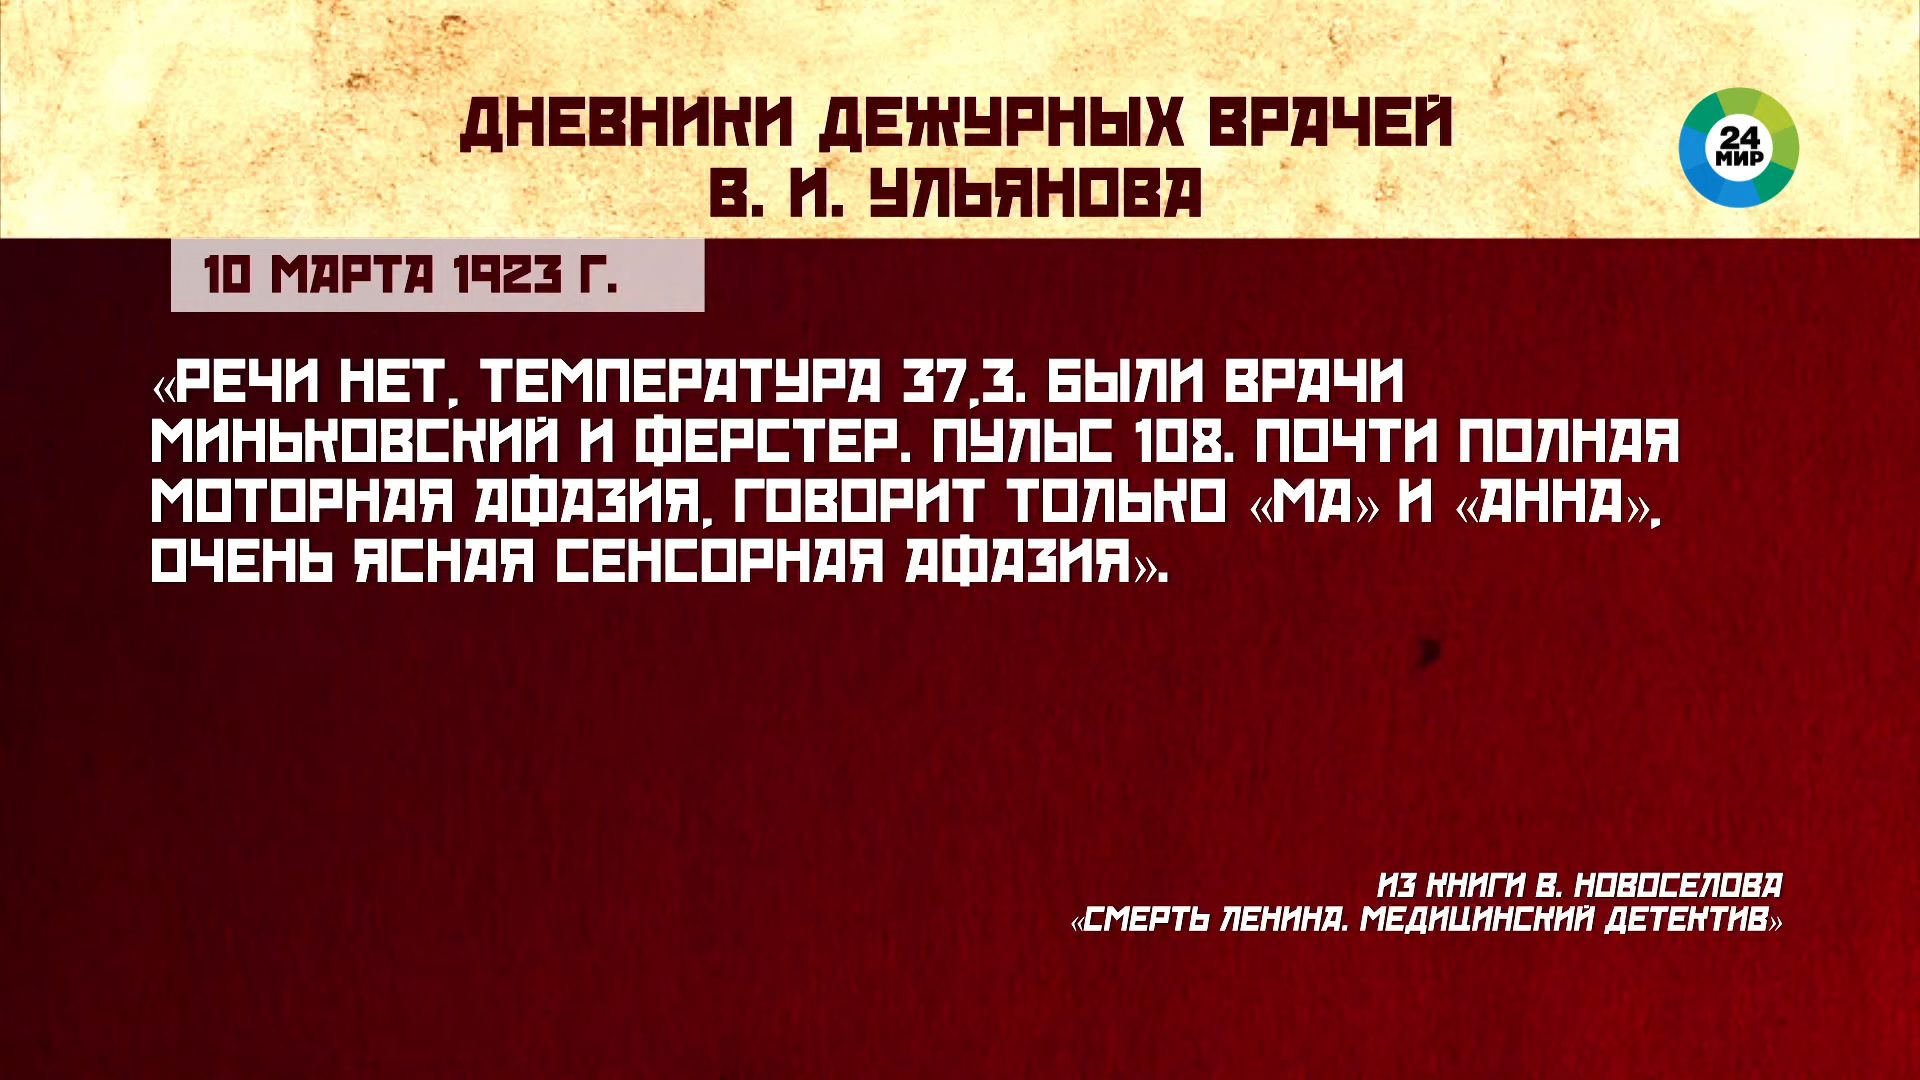 ДНЕВНИКИ ДЕЖУРНЫХ ВРАЧЕЙ
В. И. УЛЬЯНОВА
24
МИР
10 МАРТА 1923 Г.
«РЕЧИ НЕТ, ТЕМПЕРАТУРА 37,3. БЫЛИ ВРАЧИ
МИНЬКОВСКИЙ И ФЕРСТЕР. ПУЛЬС 108. ПОЧТИ ПОЛНАЯ
МОТОРНАЯ АФАЗИЯ, ГОВОРИТ ТОЛЬКО «МА» И «АННА»,
ОЧЕНЬ ЯСНАЯ СЕНСОРНАЯ АФАЗИЯ».
ИЗ КНИГИ В. НОВОСЕЛОВА
«СМЕРТЬ ЛЕНИНА. МЕДИЦИНСКИЙ ДЕТЕКТИВ»